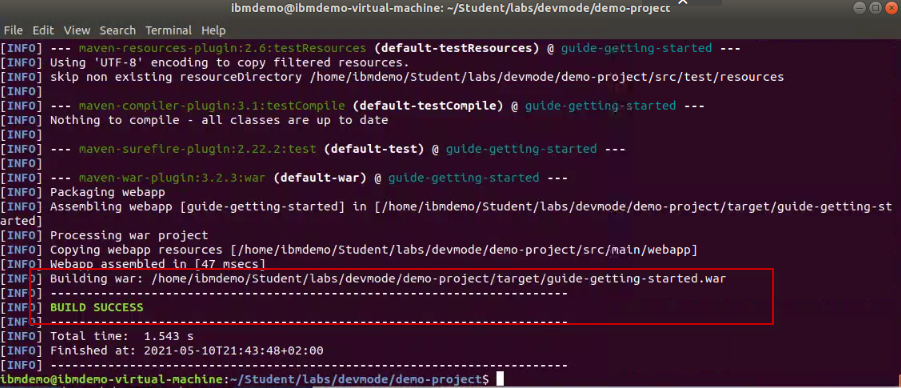 ibmdemo@ibmdemo-virtual-machine: ~/Student/labs/devmode/demo-project
File Edit View Search Terminal Help
[INFO] --- maven-resources-plugin:2.6:testResources (default-testResources) @ guide-getting-started ---
[INFO] Using 'UTF-8' encoding to copy filtered resources.
[INFO] skip non existing resourceDirectory /home/ibmdemo/Student/labs/devmode/demo-project/src/test/resources
[INFO]
[INFO] --- maven-compiler-plugin:3.1:testCompile (default-testCompile) @ guide-getting-started ---
[INFO] Nothing to compile - all classes are up to date
[INFO]
[INFO] --- maven-surefire-plugin:2.22.2:test (default-test) @ guide-getting-started ---
[INFO]
[INFO] --- maven-war-plugin:3.2.3:war (default-war) @ guide-getting-started ---
[INFO] Packaging webapp
[INFO] Assembling webapp [guide-getting-started] in [/home/ibmdemo/Student/labs/devmode/demo-project/target/guide-getting-st
arted]
[INFO] Processing war project
[INFO] Copying webapp resources [/home/ibmdemo/Student/labs/devmode/demo-project/src/main/webapp]
[INFO] Webapp assembled in [47 msecs]
[INFO] Building war: /home/ibmdemo/Student/labs/devmode/demo-project/target/guide-getting-started.war
[INFO] ------------------------------------------------------------------------
[INFO] BUILD SUCCESS
[INFO] ------------------------------------------------------------------------
[INFO] Total time:  1.543 s
[INFO] Finished at: 2021-05-10T21:43:48+02:00
[INFO] ------------------------------------------------------------------------
ibmdemo@ibmdemo-virtual-machine:~/Student/labs/devmode/demo-project$